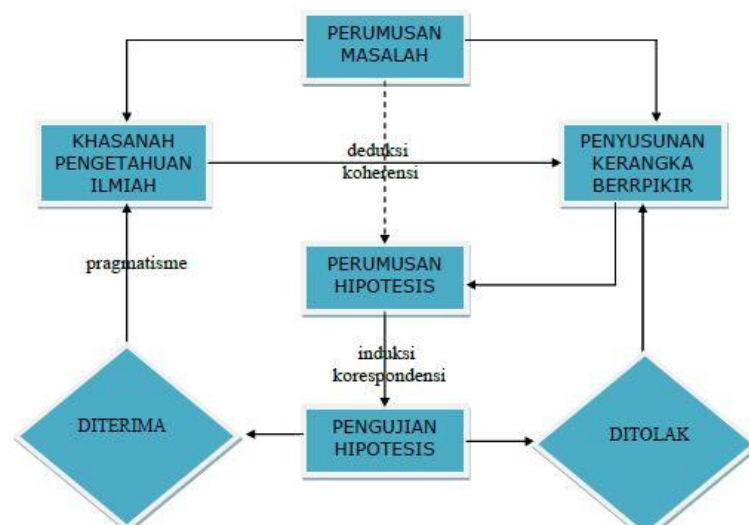 PERUMUSAN
MASALAH
KHASANAH
PENGETAHUAN
ILMIAH
deduksi
koherensi
PENYUSUNAN
KERANGKA
BERRPIKIR
pragmatisme
PERUMUSAN
HIPOTESIS
induksi
korespondensi
DITERIMA
PENGUJIAN
HIPOTESIS
DITOLAK